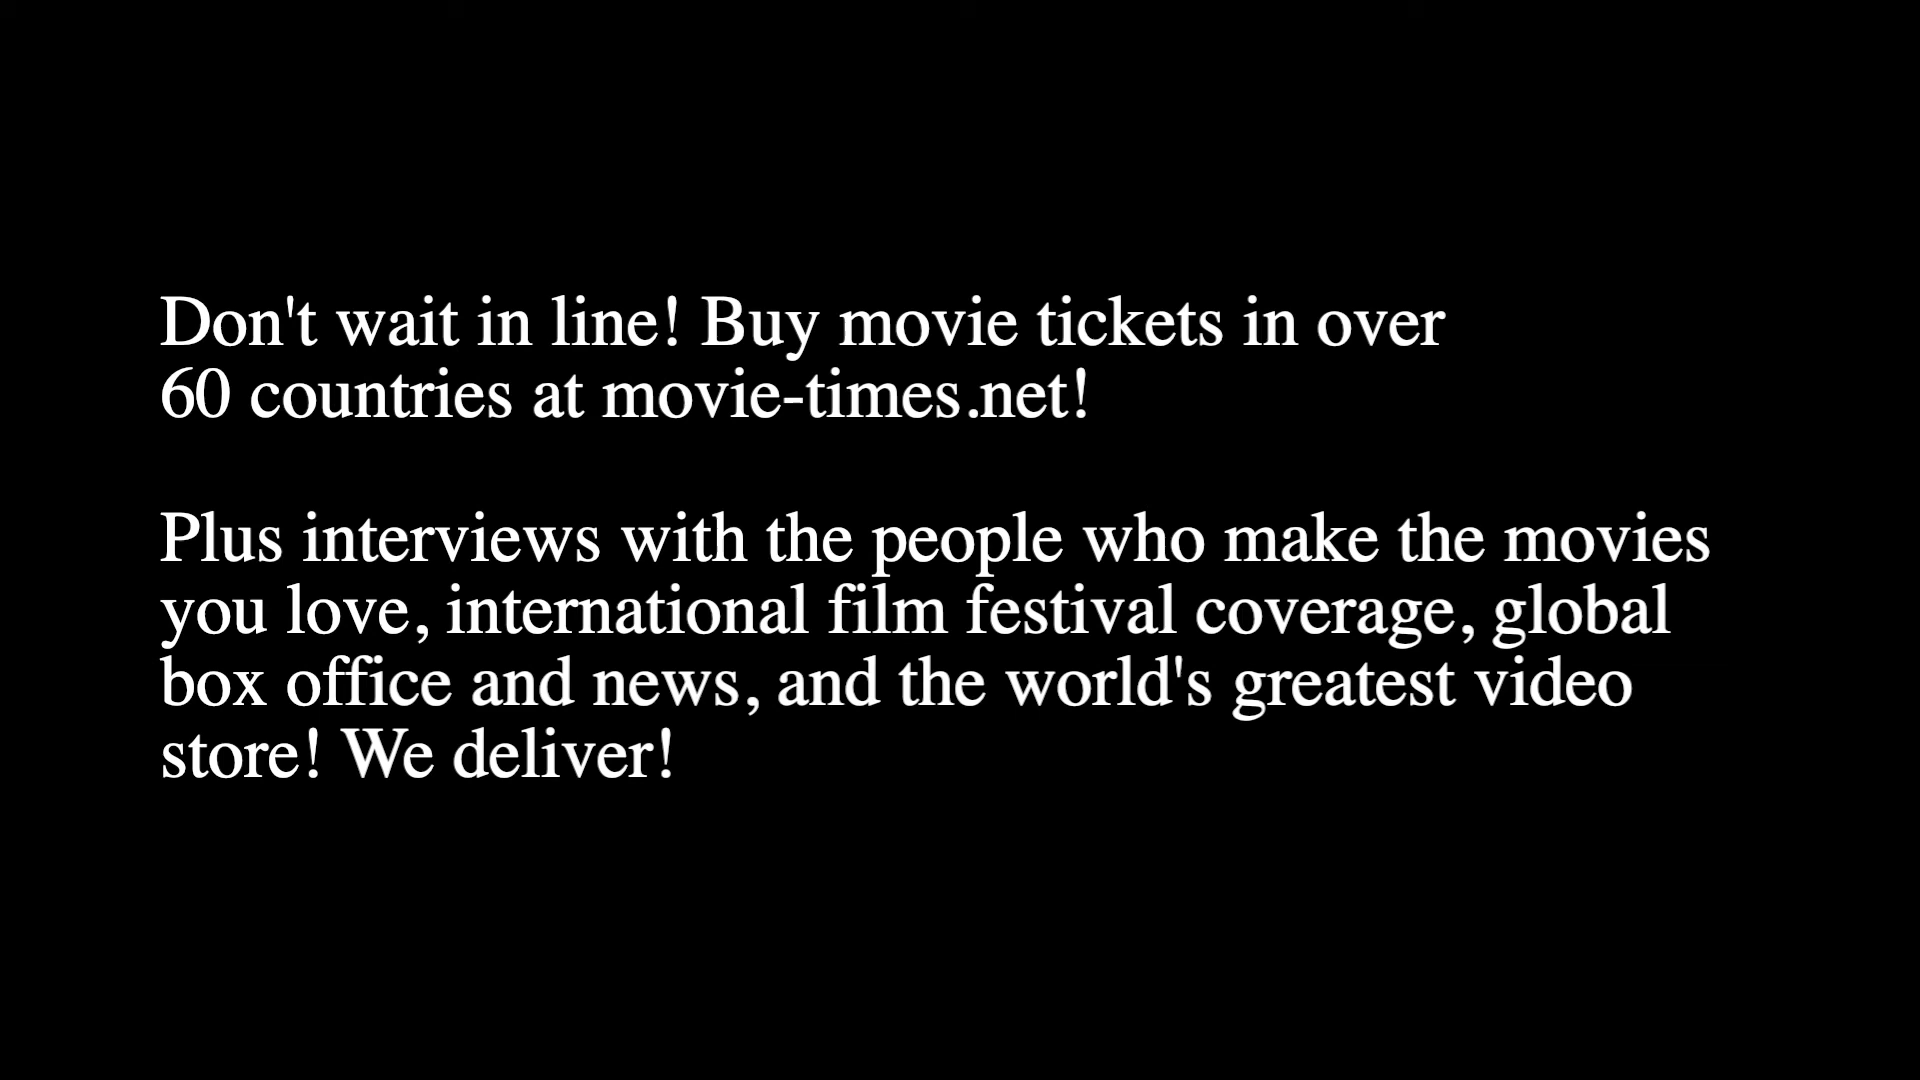 Don't wait in line! Buy movie tickets in over
60 countries at movie-times.net!
Plus interviews with the people who make the movies
you love, international film festival coverage, global
box office and news, and the world's greatest video
store! We deliver!